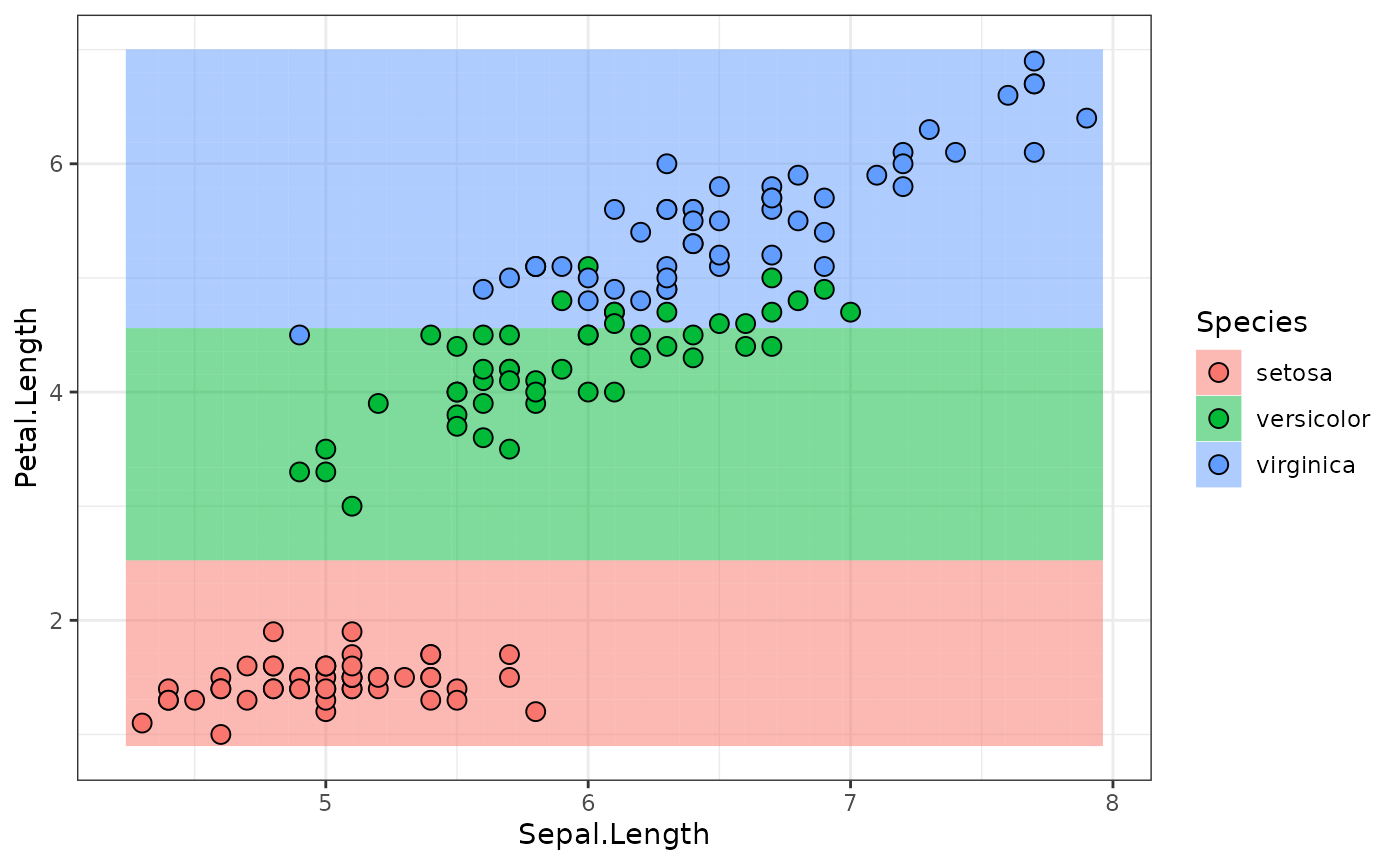 Petal.Length
6
4
2
5 6 7 8
Sepal.Length
Species
setosa
versicolor
virginica